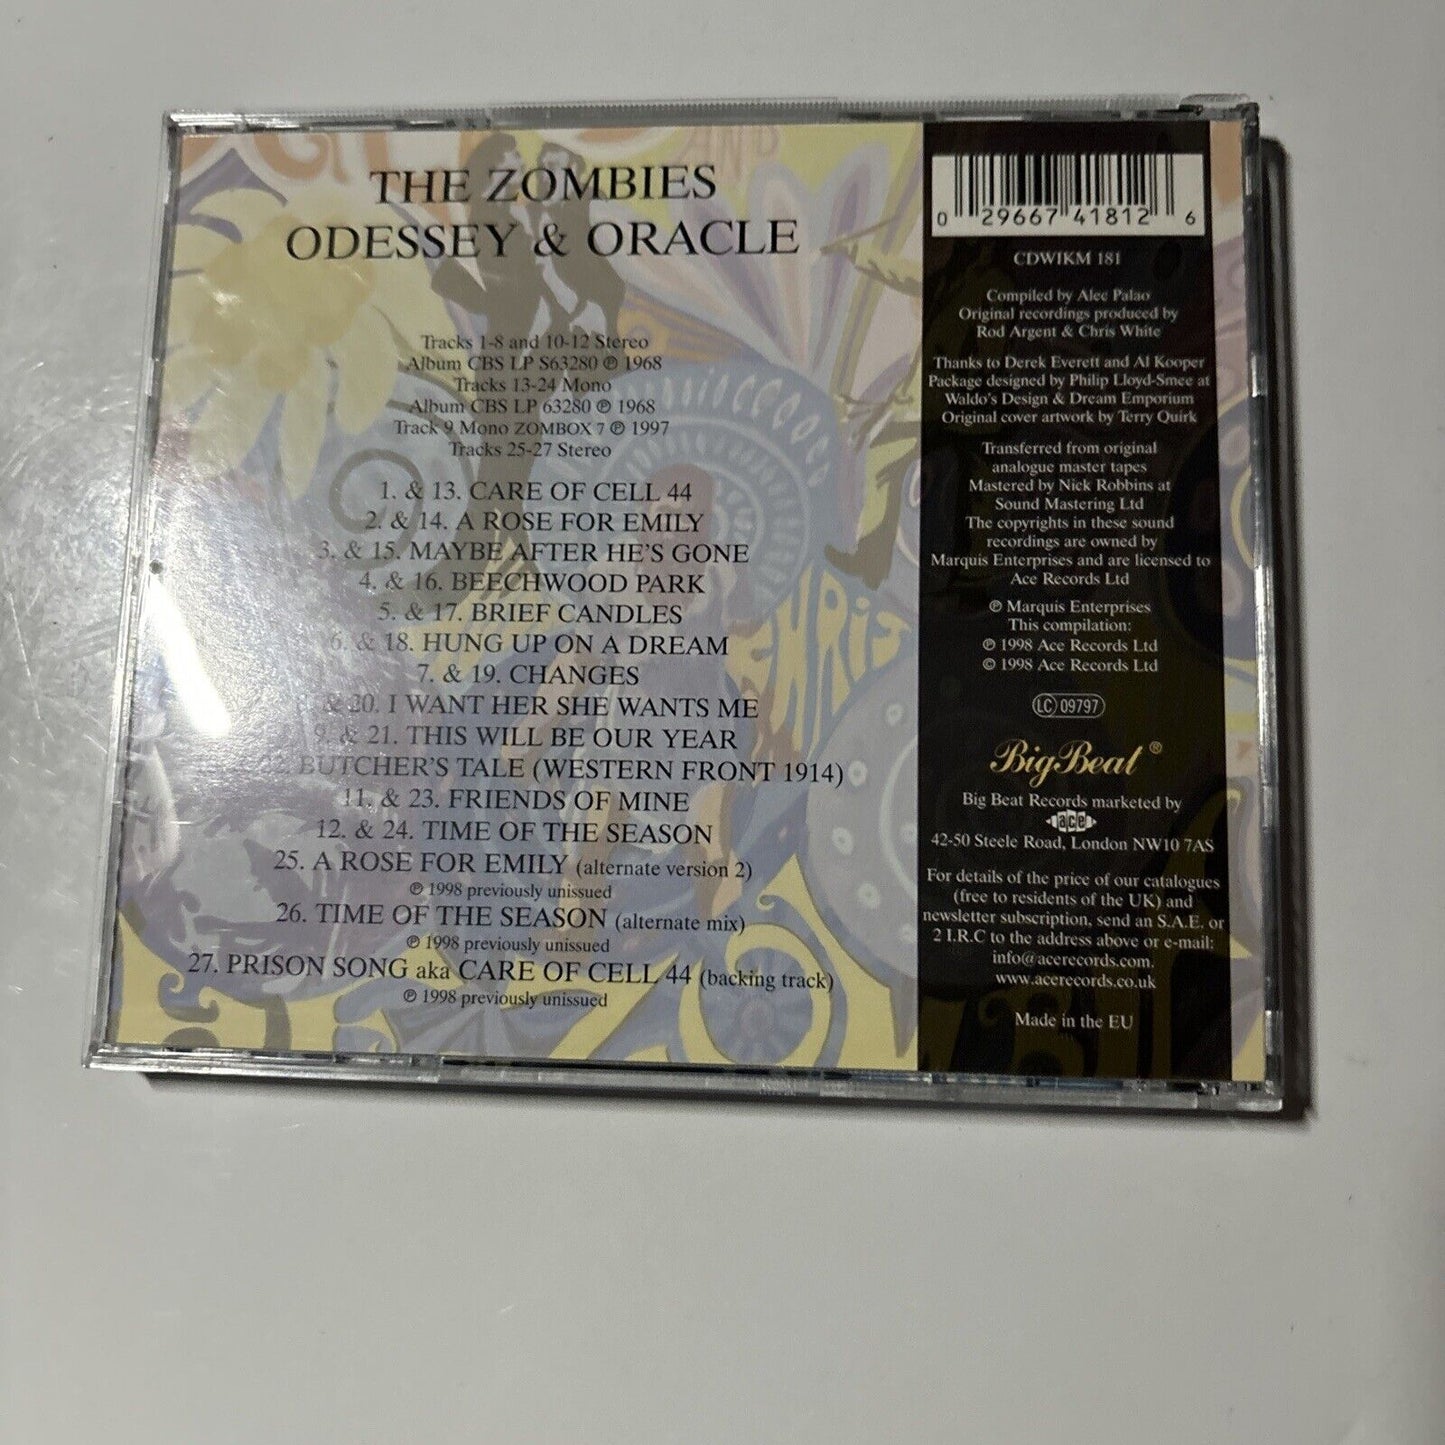 THE ZOMBIES
ODESSEY & ORACLE
Tracks 1-8 and 10-12 Stereo
Album CBS LP S63280 ℗ 1968
Tracks 13-24 Mono
Album CBS LP 63280 ℗ 1968
Track 9 Mono ZOMBOX 7 ℗ 1997
Tracks 25-27 Stereo
1. & 13. CARE OF CELL 44
2. & 14. A ROSE FOR EMILY
3. & 15. MAYBE AFTER HE'S GONE
4. & 16. BEECHWOOD PARK
5. & 17. BRIEF CANDLES
6. & 18. HUNG UP ON A DREAM
7. & 19. CHANGES
& 20. I WANT HER SHE WANTS ME
9. & 21. THIS WILL BE OUR YEAR
BUTCHER'S TALE (WESTERN FRONT 1914)
11. & 23. FRIENDS OF MINE
12. & 24. TIME OF THE SEASON
25. A ROSE FOR EMILY (alternate version 2)
℗ 1998 previously unissued
26. TIME OF THE SEASON (alternate mix)
℗ 1998 previously unissued
27. PRISON SONG aka CARE OF CELL 44 (backing track)
℗ 1998 previously unissued
AND
CHRIS
0 29667 41812 6
CDWIKM 181
Compiled by Alec Palao
Original recordings produced by
Rod Argent & Chris White
Thanks to Derek Everett and Al Kooper
Package designed by Philip Lloyd-Smee at
Waldo's Design & Dream Emporium
Original cover artwork by Terry Quirk
Transferred from original
analogue master tapes
Mastered by Nick Robbins at
Sound Mastering Ltd
The copyrights in these sound
recordings are owned by
Marquis Enterprises and are licensed to
Ace Records Ltd
℗ Marquis Enterprises
This compilation:
℗ 1998 Ace Records Ltd
© 1998 Ace Records Ltd
LC 09797
Big Beat ®
Big Beat Records marketed by
ace
42-50 Steele Road, London NW10 7AS
For details of the price of our catalogues
(free to residents of the UK) and
newsletter subscription, send an S.A.E. or
2 I.R.C to the address above or e-mail:
info@acerecords.com.
www.acerecords.co.uk
Made in the EU